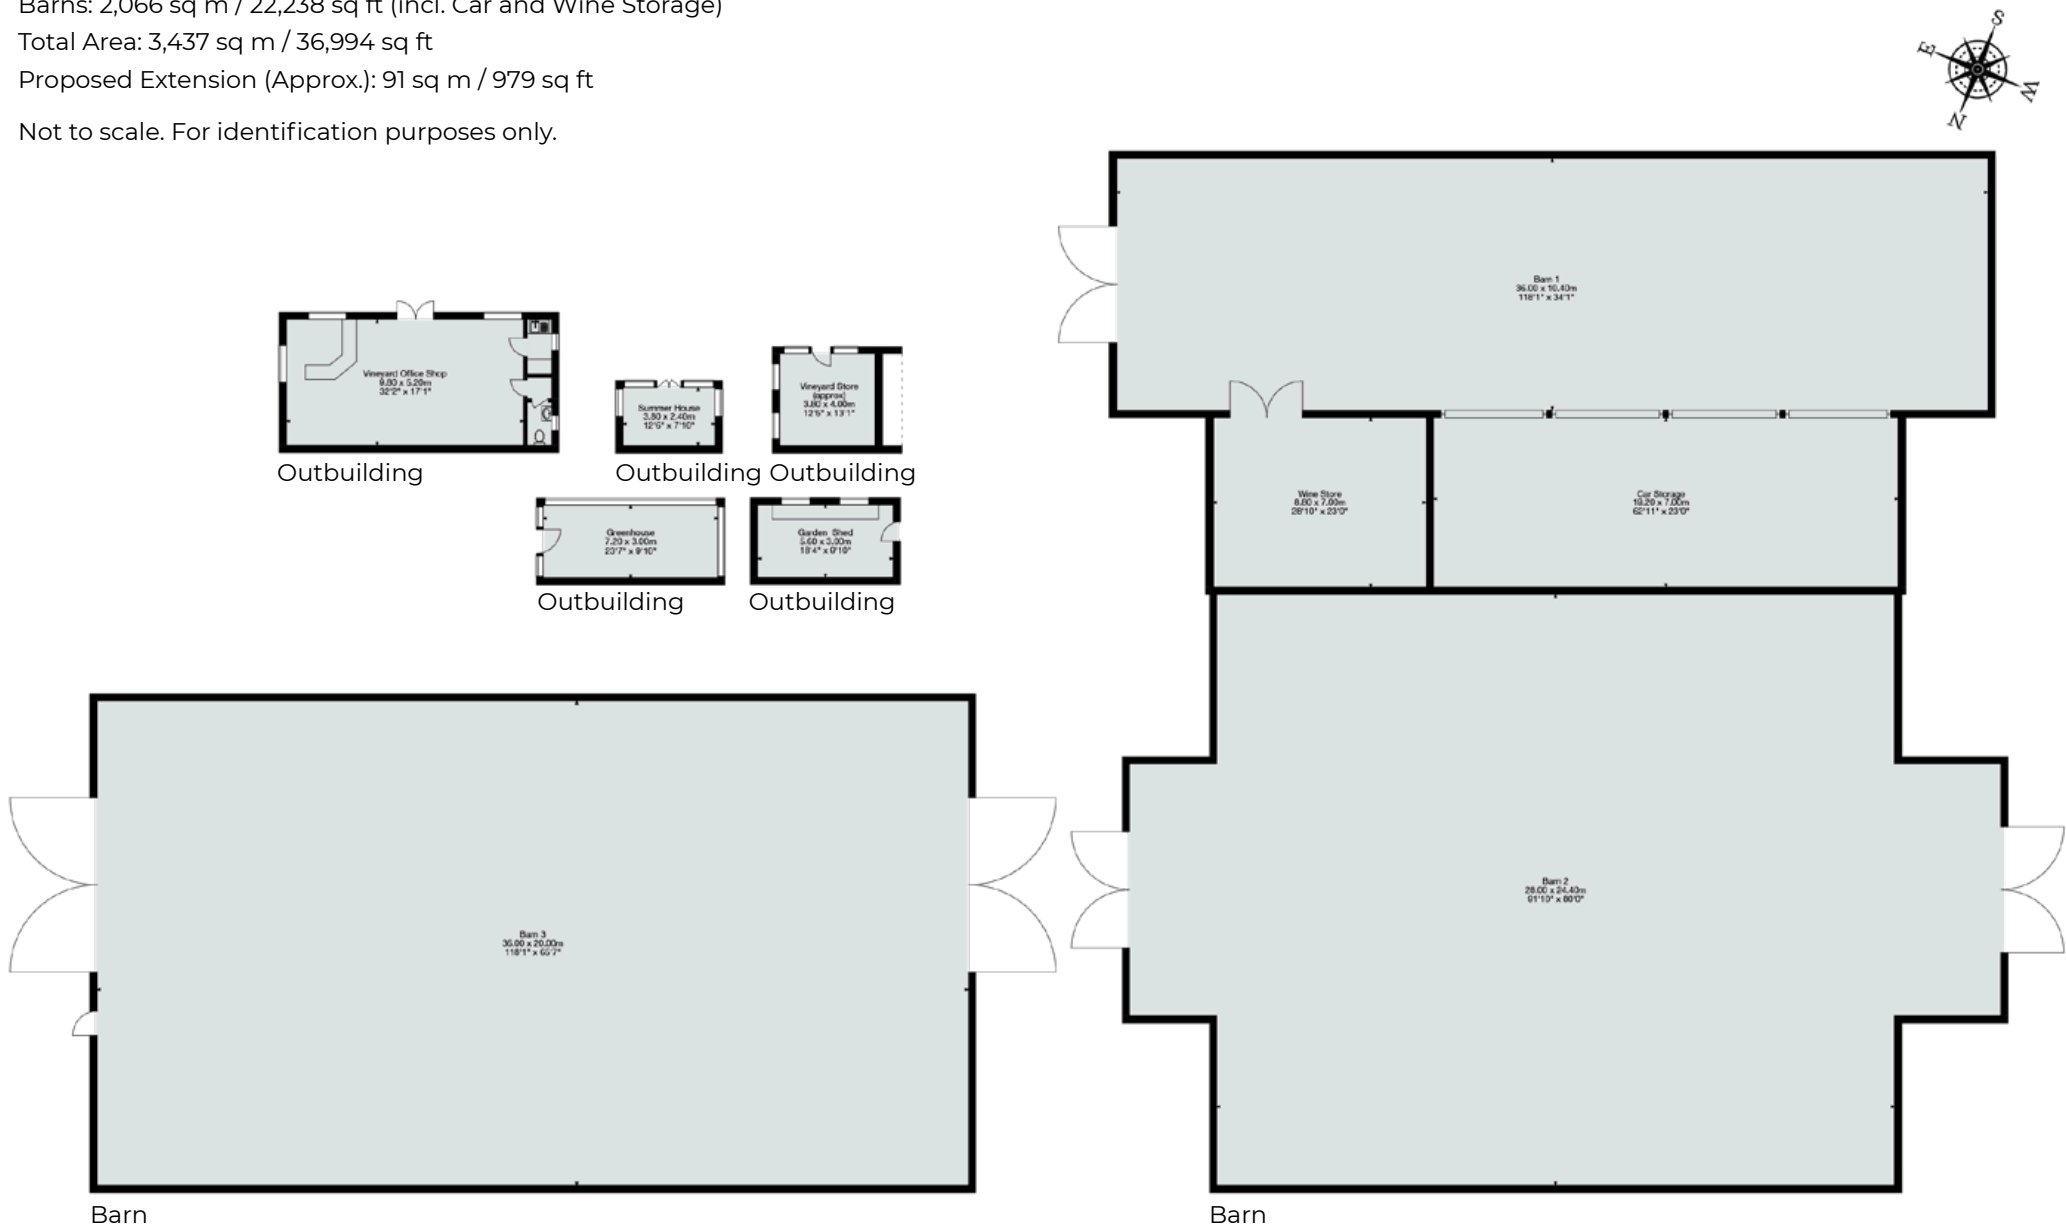 Barns: 2,066 sq m / 22,238 sq ft (incl. Car and Wine Storage)
Total Area: 3,437 sq m / 36,994 sq ft
Proposed Extension (Approx.): 91 sq m / 979 sq ft
Not to scale. For identification purposes only.
S
E
W
N
Barn 1
36.00 x 10.40m
118'1" x 34'1"
Vineyard Office Shop
9.80 x 5.20m
32'2" x 17'1"
Outbuilding
Summer House
3.80 x 2.40m
12'6" x 7'10"
Outbuilding
Vineyard Store
(approx)
3.80 x 4.00m
12'6" x 13'1"
Outbuilding
Greenhouse
7.20 x 3.00m
23'7" x 9'10"
Outbuilding
Garden Shed
5.60 x 3.00m
18'4" x 9'10"
Outbuilding
Wine Store
8.80 x 7.00m
28'10" x 23'0"
Car Storage
19.20 x 7.00m
62'11" x 23'0"
Barn 3
36.00 x 20.00m
118'1" x 65'7"
Barn
Barn 2
28.00 x 24.40m
91'10" x 80'0"
Barn